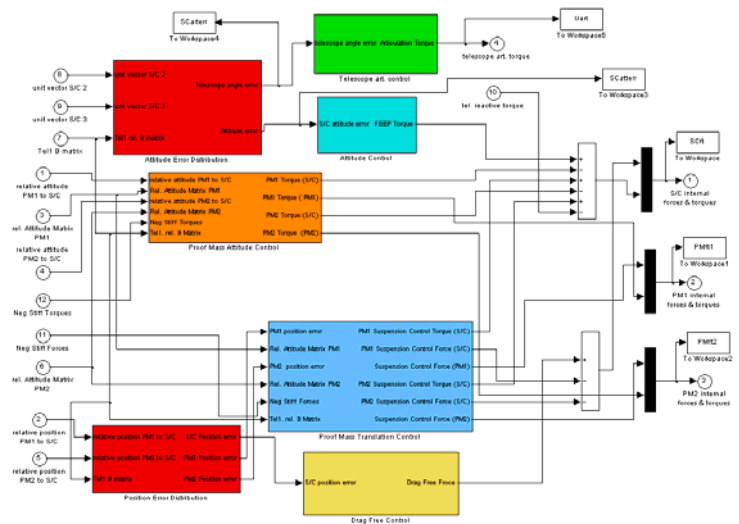 SCatterr
To Workspace4
Uart
To Workspace5
telescope angle error
Articulation Torque
4
telescope art. torque
Telescope art. control
8
unit vector S/C 2
unit vector S/C 2
Telescope angle error
SCatterr
To Workspace3
9
unit vector S/C 3
unit vector S/C 3
10
tel. reactive torque
7
Tel1 B matrix
Tel1 rel. B matrix
Attitude error
Attitude Error Distribution
S/C attitude error
FEEP Torque
Attitude Control
SCft
To Workspace
1
S/C internal
forces & torques
1
relative attitude
PM1 to S/C
relative attitude PM1 to S/C
Rel. Attitude Matrix PM1
relative attitude PM2 to S/C
Rel. Attitude Matrix PM2
Neg Stiff Torques
Tel1. rel. B Matrix
PM1 Torque (S/C)
PM1 Torque ( PM1)
PM2 Torque (S/C)
PM2 Torque (PM2)
Proof Mass Attitude Control
3
rel. Attitude Matrix
PM1
relative attitude
PM2 to S/C
4
12
Neg Stiff Torques
PMft1
To Workspace1
2
PM1 internal
forces & torques
11
Neg Stiff Forces
6
rel. Attitude Matrix
PM2
PM1 position error
Rel. Attitude Matrix PM1
PM2 position error
Rel. Attitude Matrix PM2
Neg Stiff Forces
Tel1. rel. B Matrix
PM1 Suspension Control Torque (S/C)
PM1 Suspension Control Force (S/C)
Suspension Control Force (PM1)
PM2 Suspension Control Torque (S/C)
PM2 Suspension Control Force (S/C)
Suspension Control Force (PM2)
Proof Mass Translation Control
PMft2
To Workspace2
3
PM2 internal
forces & torques
2
relative position
PM1 to S/C
5
relative position
PM2 to S/C
relative position PM1 to S/C
relative position PM2 to S/C
tel1 B matrix
S/C Position error
PM1 Position error
PM2 Position error
Position Error Distribution
S/C position error
Drag Free Froce
Drag Free Control